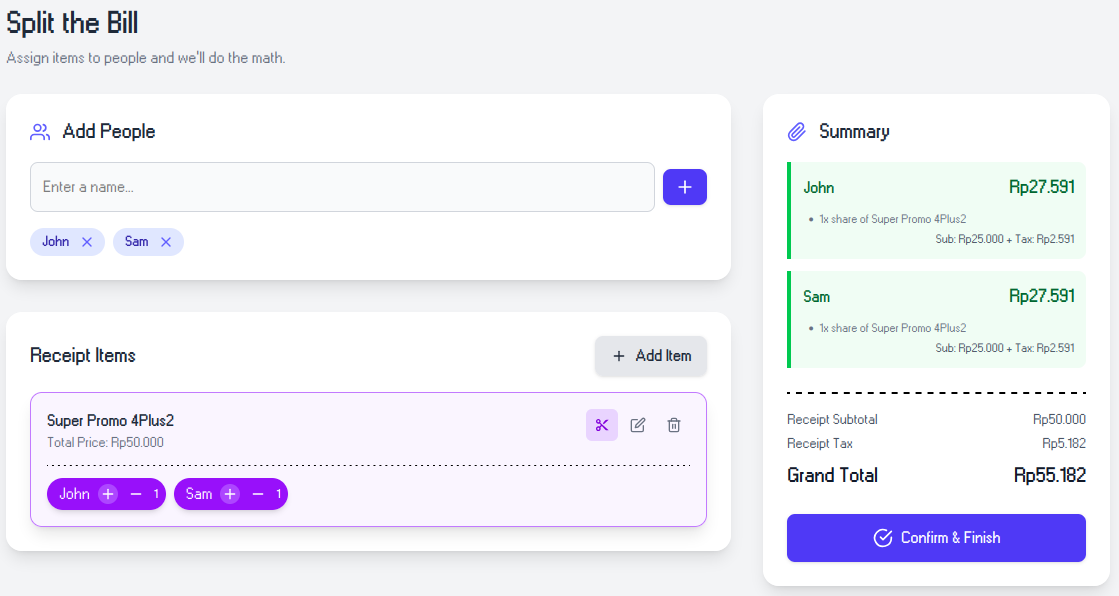 Split the Bill
Assign items to people and we'll do the math.
Add People
Enter a name...
John
Sam
Receipt Items
Add Item
Super Promo 4Plus2
Total Price: Rp50.000
John + − 1
Sam + − 1
Summary
John Rp27.591
• 1x share of Super Promo 4Plus2
Sub: Rp25.000 + Tax: Rp2.591
Sam Rp27.591
• 1x share of Super Promo 4Plus2
Sub: Rp25.000 + Tax: Rp2.591
Receipt Subtotal Rp50.000
Receipt Tax Rp5.182
Grand Total Rp55.182
Confirm & Finish